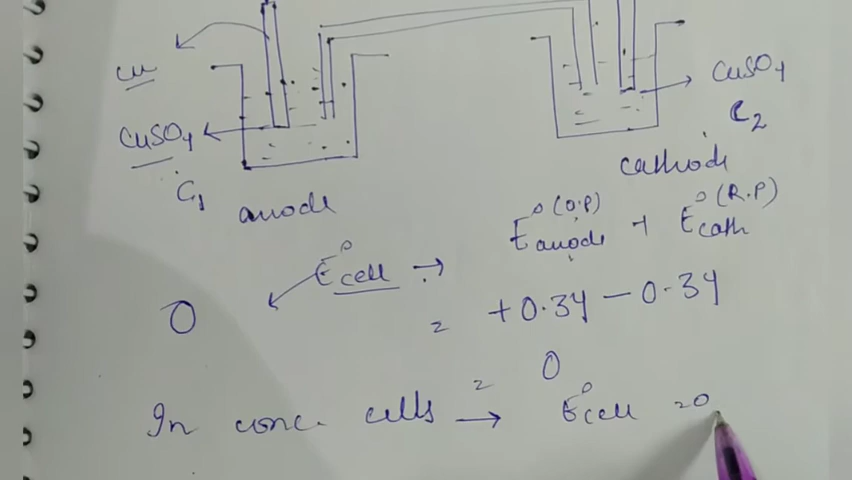 cu
CuSO4
C1
anode
CuSO4
C2
cathode
E°(O.P) anode + E°(R.P) cath
E° cell →
0
= +0.34 - 0.34
= 0
In conc. cells → E° cell = 0